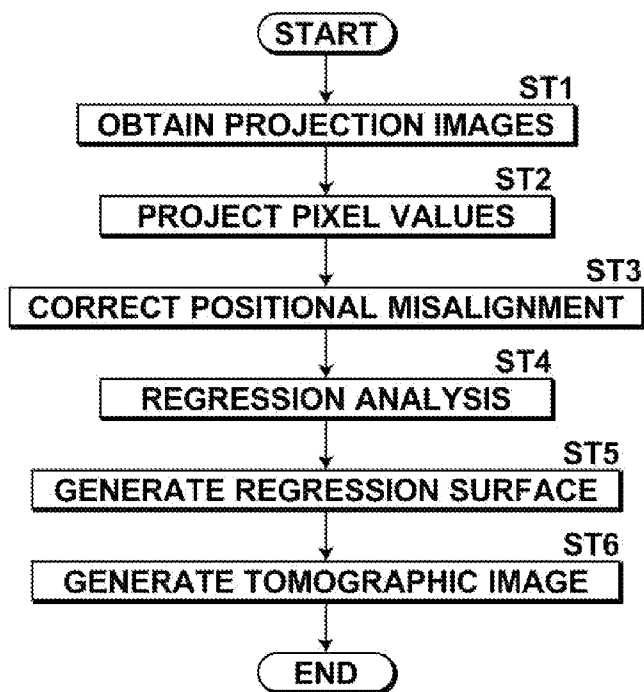 START
ST1
OBTAIN PROJECTION IMAGES
ST2
PROJECT PIXEL VALUES
ST3
CORRECT POSITIONAL MISALIGNMENT
ST4
REGRESSION ANALYSIS
ST5
GENERATE REGRESSION SURFACE
ST6
GENERATE TOMOGRAPHIC IMAGE
END